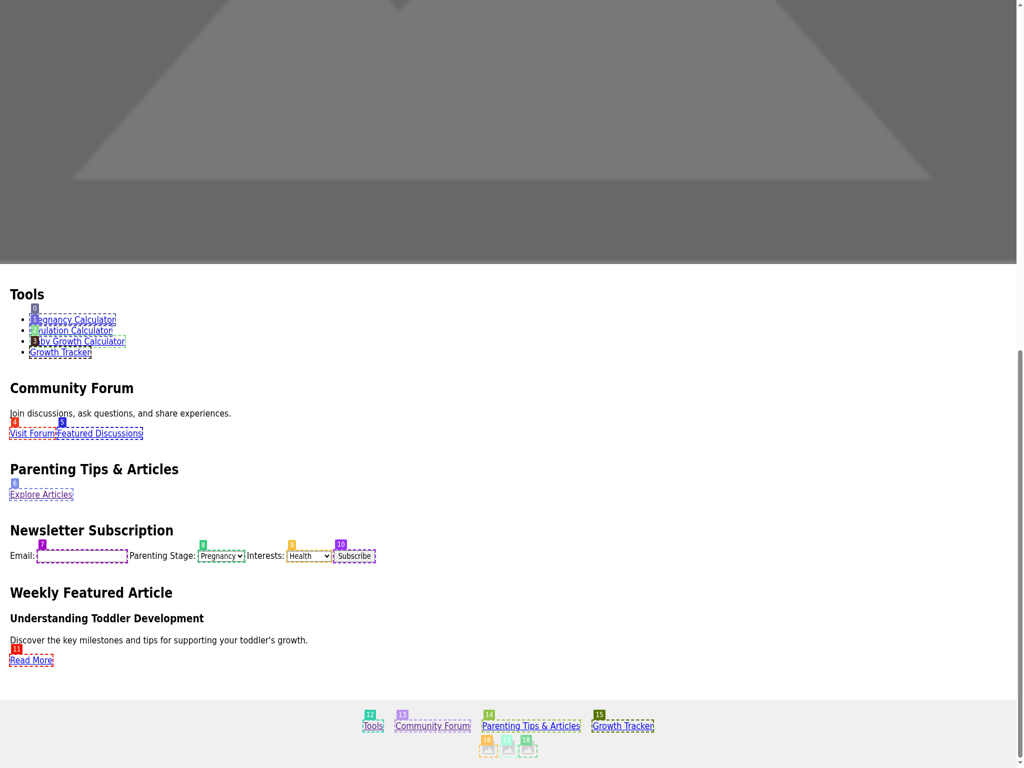 Tools
0
Pregnancy Calculator
1
Ovulation Calculator
2
Baby Growth Calculator
3
Growth Tracker
Community Forum
Join discussions, ask questions, and share experiences.
4 5
Visit Forum Featured Discussions
Parenting Tips & Articles
6
Explore Articles
Newsletter Subscription
7 8 9 10
Email: Parenting Stage: Pregnancy Interests: Health Subscribe
Weekly Featured Article
Understanding Toddler Development
Discover the key milestones and tips for supporting your toddler's growth.
11
Read More
12 13 14 15
Tools Community Forum Parenting Tips & Articles Growth Tracker
16 17 18